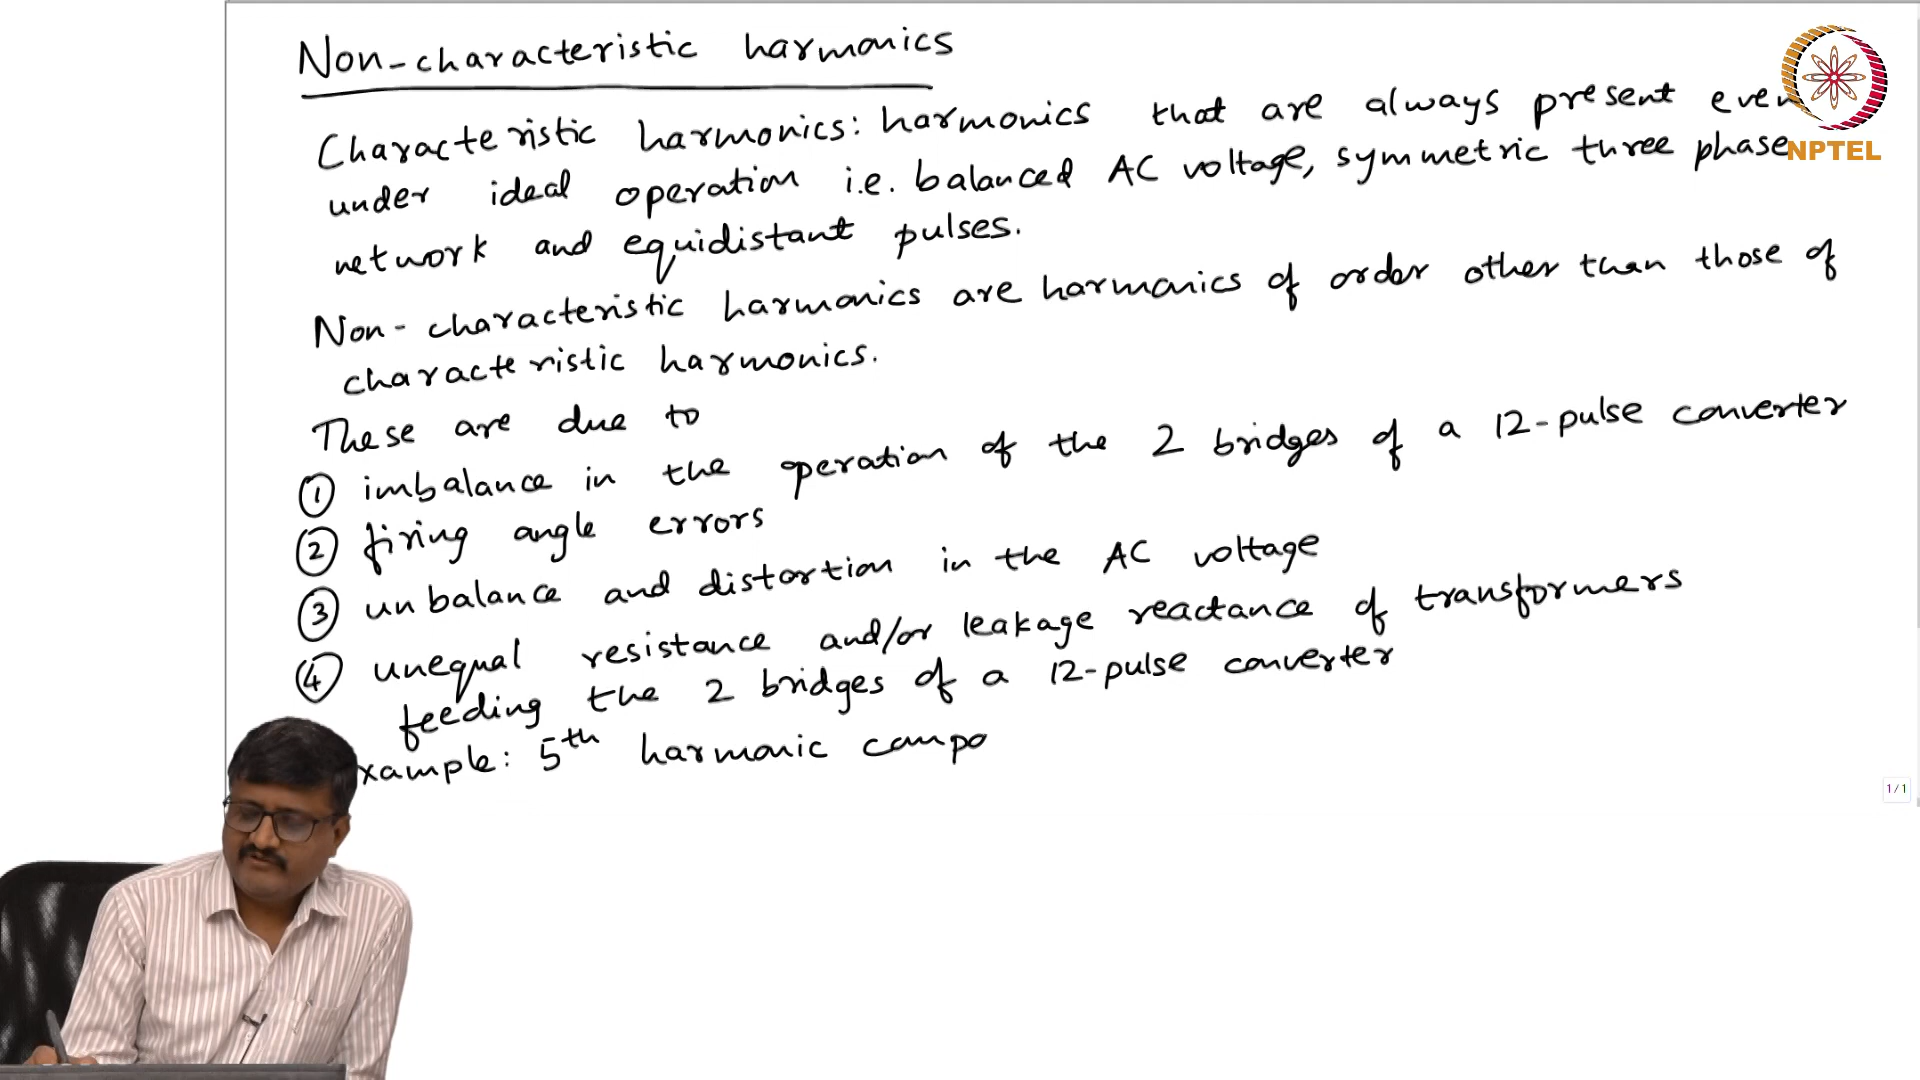 Non-characteristic harmonics
NPTEL
Characteristic harmonics: harmonics that are always present even
under ideal operation i.e. balanced AC voltage, symmetric three phase
network and equidistant pulses.
Non-characteristic harmonics are harmonics of order other than those of
characteristic harmonics.
These are due to
① imbalance in the operation of the 2 bridges of a 12-pulse converter
② firing angle errors
③ unbalance and distortion in the AC voltage
④ unequal resistance and/or leakage reactance of transformers
feeding the 2 bridges of a 12-pulse converter
xample: 5th harmonic compo
1/1